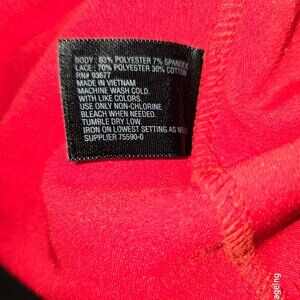 BODY : 93% POLYESTER 7% SPANDEX
LACE : 70% POLYESTER 30% COTTON
RN# 93677
MADE IN VIETNAM
MACHINE WASH COLD.
WITH LIKE COLORS.
USE ONLY NON-CHLORINE
BLEACH WHEN NEEDED.
TUMBLE DRY LOW.
IRON ON LOWEST SETTING AS
SUPPLIER 75590-0
ageing